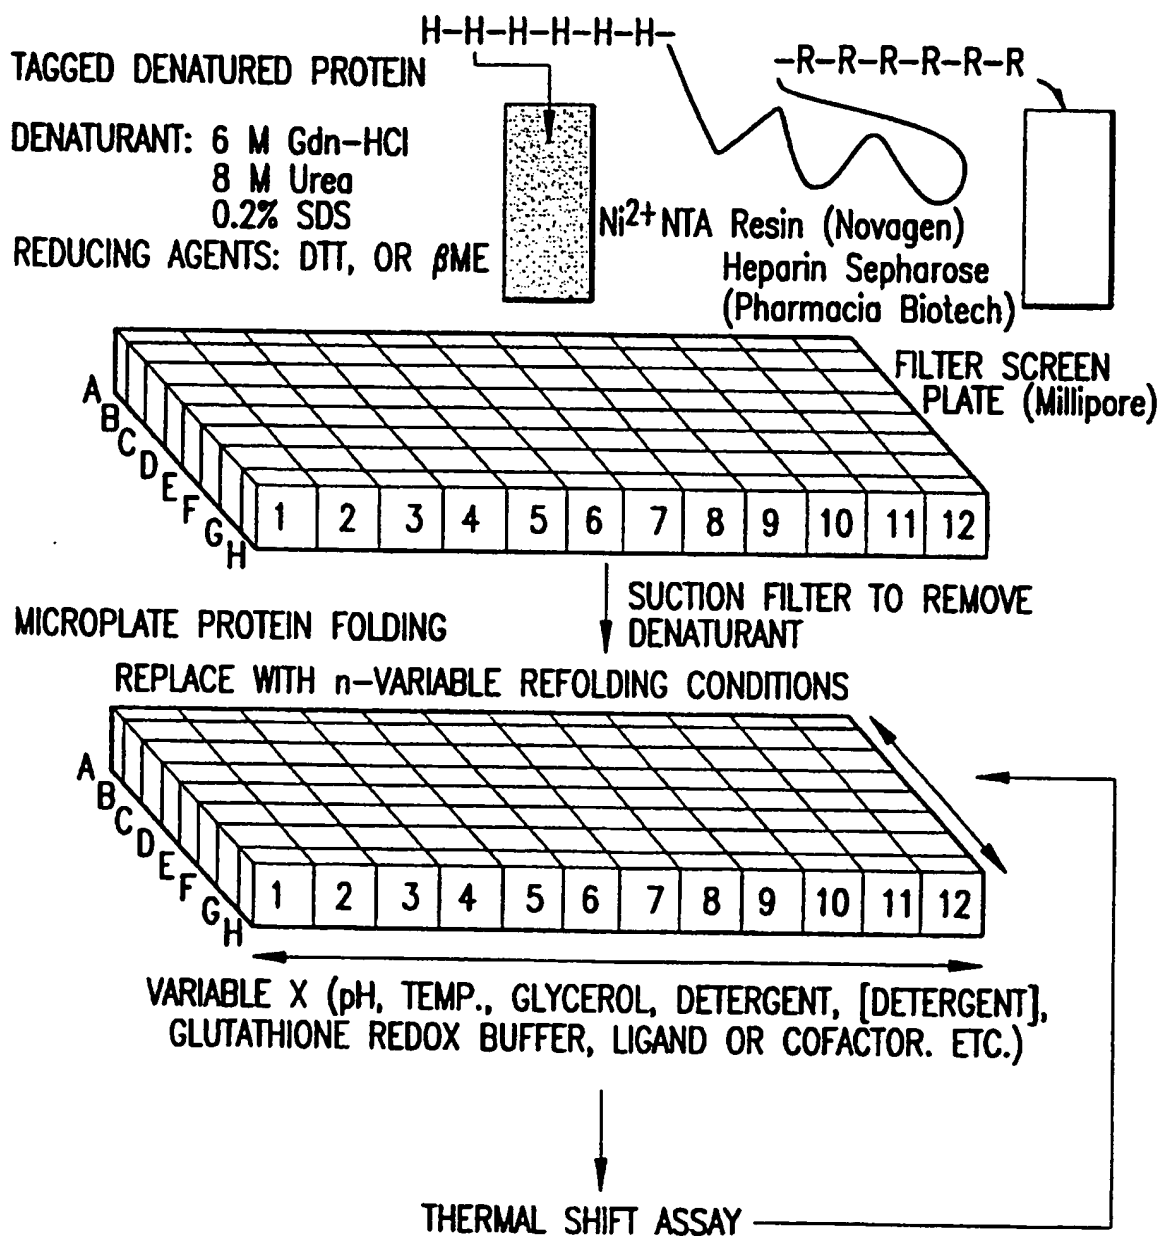 H-H-H-H-H-H-
TAGGED DENATURED PROTEIN
-R-R-R-R-R-R
DENATURANT: 6 M Gdn-HCl
8 M Urea
0.2% SDS
REDUCING AGENTS: DTT, OR βME
Ni2+ NTA Resin (Novagen)
Heparin Sepharose
(Pharmacia Biotech)
FILTER SCREEN
PLATE (Millipore)
A
B
C
D
E
F
G
H
1 2 3 4 5 6 7 8 9 10 11 12
SUCTION FILTER TO REMOVE
DENATURANT
MICROPLATE PROTEIN FOLDING
REPLACE WITH n-VARIABLE REFOLDING CONDITIONS
A
B
C
D
E
F
G
H
1 2 3 4 5 6 7 8 9 10 11 12
VARIABLE X (pH, TEMP., GLYCEROL, DETERGENT, [DETERGENT],
GLUTATHIONE REDOX BUFFER, LIGAND OR COFACTOR. ETC.)
THERMAL SHIFT ASSAY